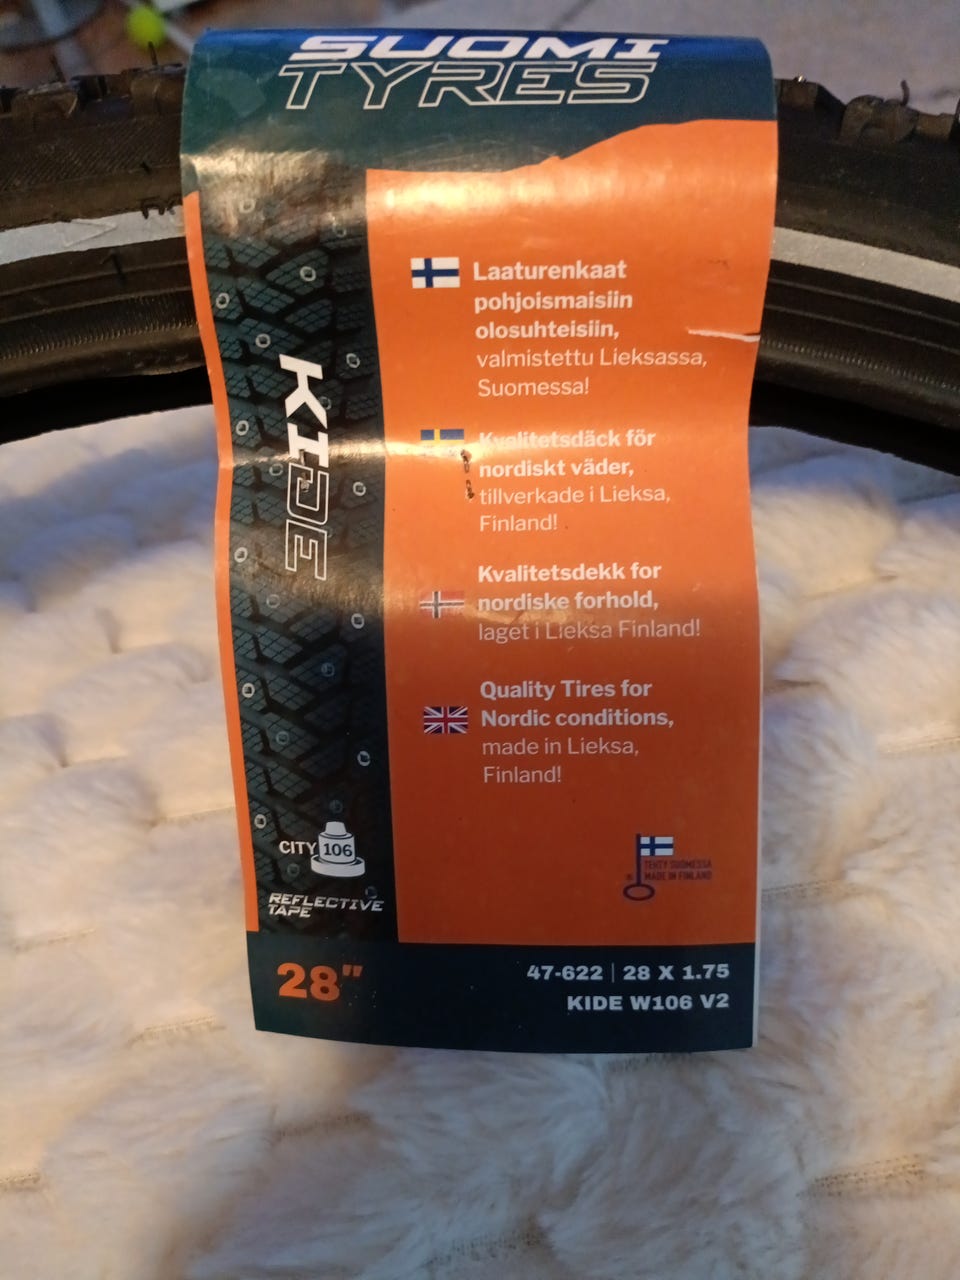 SUOMI
TYRES
Laaturenkaat
pohjoismaisiin
olosuhteisiin,
valmistettu Lieksassa,
Suomessa!
Kvalitetsdäck för
nordiskt väder,
tillverkade i Lieksa,
Finland!
Kvalitetsdekk for
nordiske forhold,
laget i Lieksa Finland!
Quality Tires for
Nordic conditions,
made in Lieksa,
Finland!
KIDE
CITY 106
REFLECTIVE
TAPE
TEHTY SUOMESSA
MADE IN FINLAND
28"
47-622 | 28 X 1.75
KIDE W106 V2